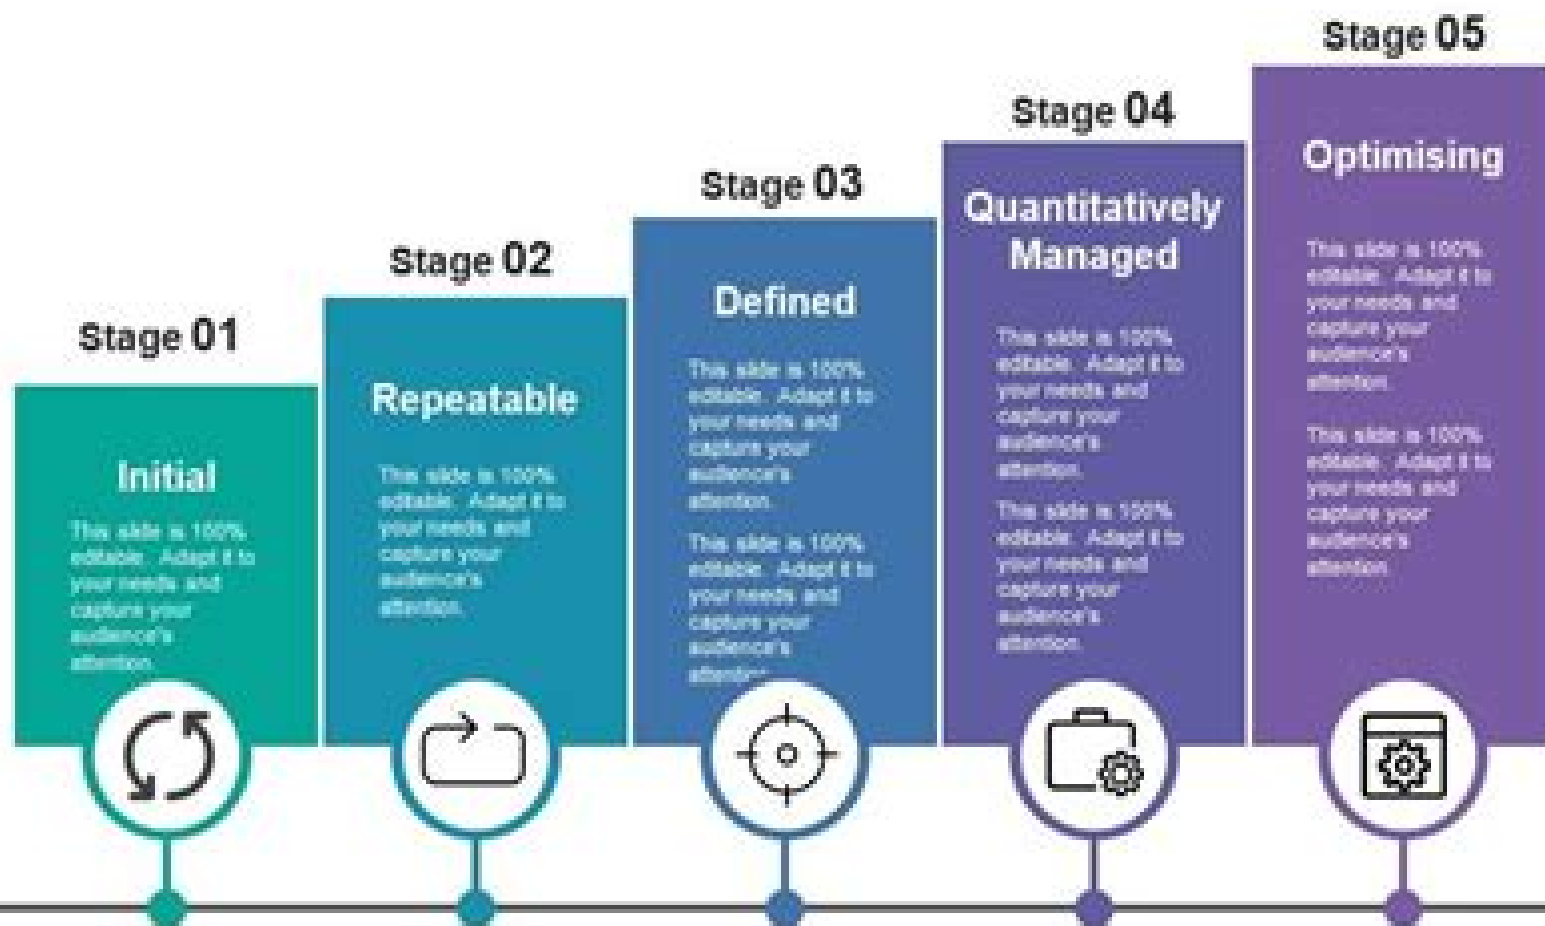 Stage 01
Initial
This slide is 100%
editable. Adapt it to
your needs and
capture your
audience's
attention.
Stage 02
Repeatable
This slide is 100%
editable. Adapt it to
your needs and
capture your
audience's
attention.
Stage 03
Defined
This slide is 100%
editable. Adapt it to
your needs and
capture your
audience's
attention.
This slide is 100%
editable. Adapt it to
your needs and
capture your
audience's
attention.
Stage 04
Quantitatively
Managed
This slide is 100%
editable. Adapt it to
your needs and
capture your
audience's
attention.
This slide is 100%
editable. Adapt it to
your needs and
capture your
audience's
attention.
Stage 05
Optimising
This slide is 100%
editable. Adapt it to
your needs and
capture your
audience's
attention.
This slide is 100%
editable. Adapt it to
your needs and
capture your
audience's
attention.